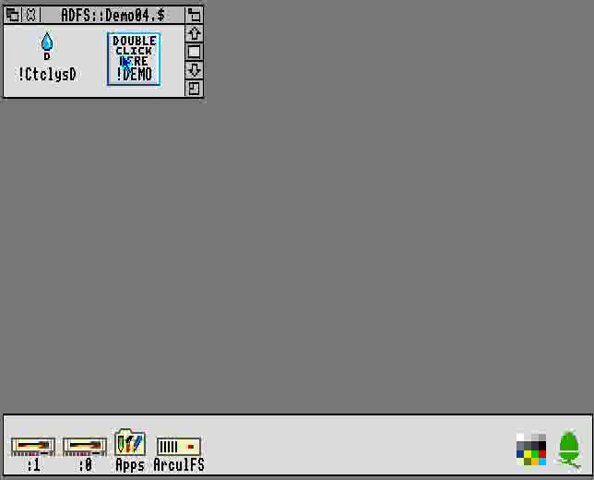 ADFS::Demo04.$
D
!CtclysD
DOUBLE
CLICK
HERE
!DEMO
:1
:0
Apps
ArculFS